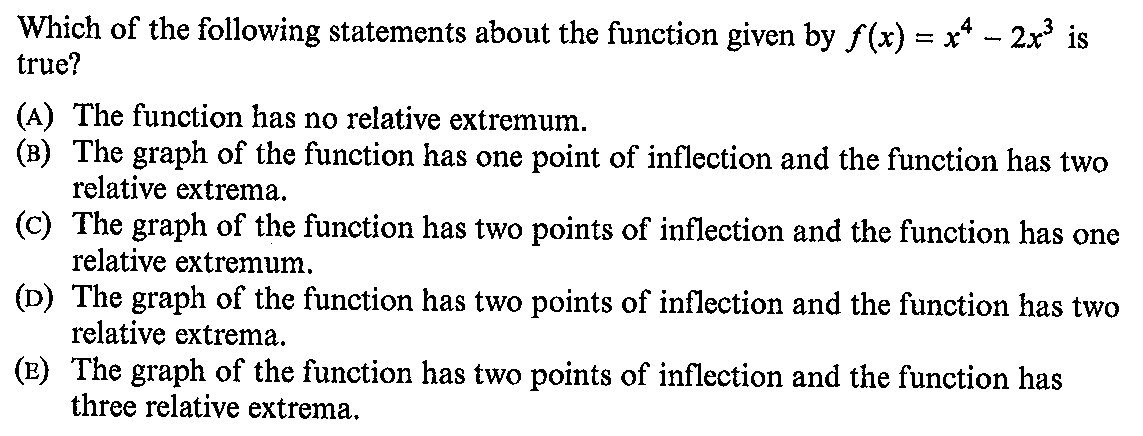 Which of the following statements about the function given by f(x) = x⁴ − 2x³ is
true?
(A) The function has no relative extremum.
(B) The graph of the function has one point of inflection and the function has two
relative extrema.
(C) The graph of the function has two points of inflection and the function has one
relative extremum.
(D) The graph of the function has two points of inflection and the function has two
relative extrema.
(E) The graph of the function has two points of inflection and the function has
three relative extrema.